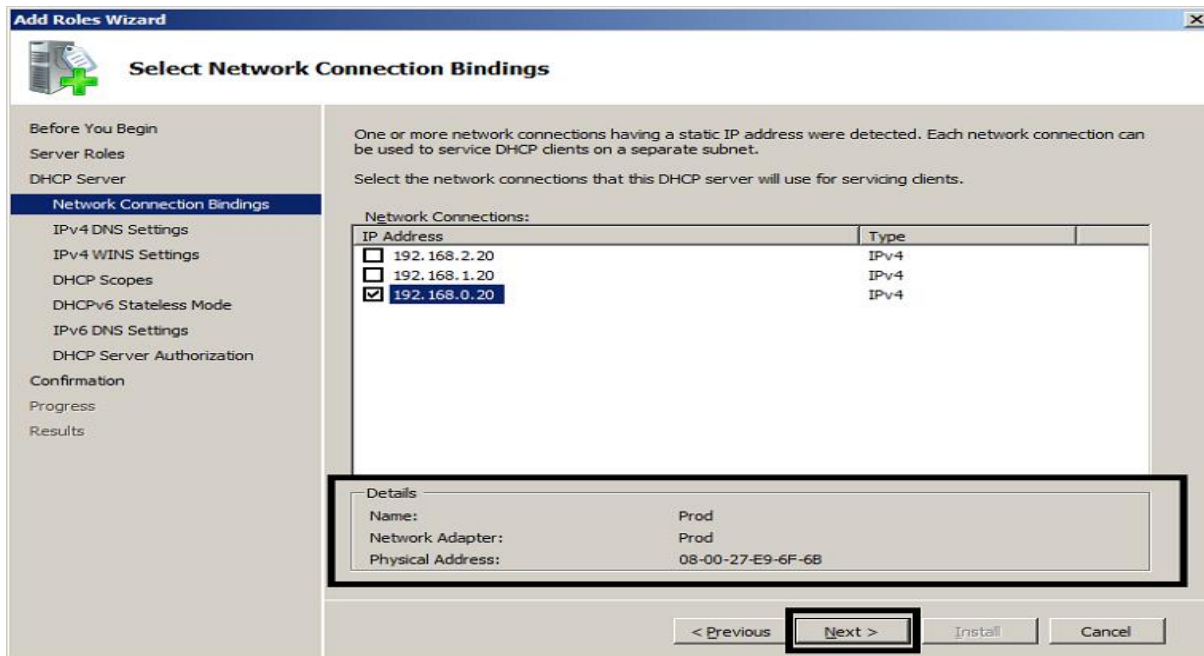 Add Roles Wizard
Select Network Connection Bindings
Before You Begin
Server Roles
DHCP Server
Network Connection Bindings
IPv4 DNS Settings
IPv4 WINS Settings
DHCP Scopes
DHCPv6 Stateless Mode
IPv6 DNS Settings
DHCP Server Authorization
Confirmation
Progress
Results
One or more network connections having a static IP address were detected. Each network connection can
be used to service DHCP clients on a separate subnet.
Select the network connections that this DHCP server will use for servicing clients.
Network Connections:
IP Address Type
192.168.2.20 IPv4
192.168.1.20 IPv4
192.168.0.20 IPv4
Details
Name: Prod
Network Adapter: Prod
Physical Address: 08-00-27-E9-6F-6B
< Previous Next > Install Cancel